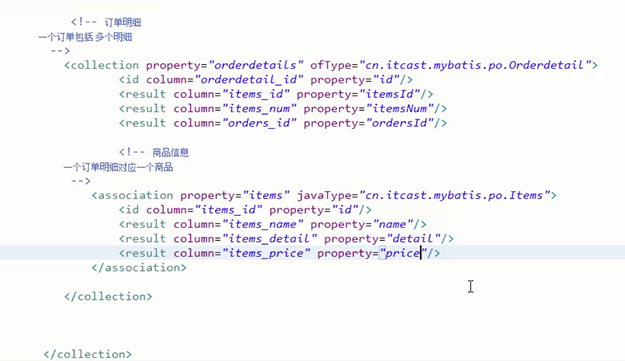 <!-- 订单明细
一个订单包括 多个明细
-->
<collection property="orderdetails" ofType="cn.itcast.mybatis.po.Orderdetail">
<id column="orderdetail_id" property="id"/>
<result column="items_id" property="itemsId"/>
<result column="items_num" property="itemsNum"/>
<result column="orders_id" property="ordersId"/>
<!-- 商品信息
一个订单明细对应一个商品
-->
<association property="items" javaType="cn.itcast.mybatis.po.Items">
<id column="items_id" property="id"/>
<result column="items_name" property="name"/>
<result column="items_detail" property="detail"/>
<result column="items_price" property="price"/>
</association>
</collection>
</collection>